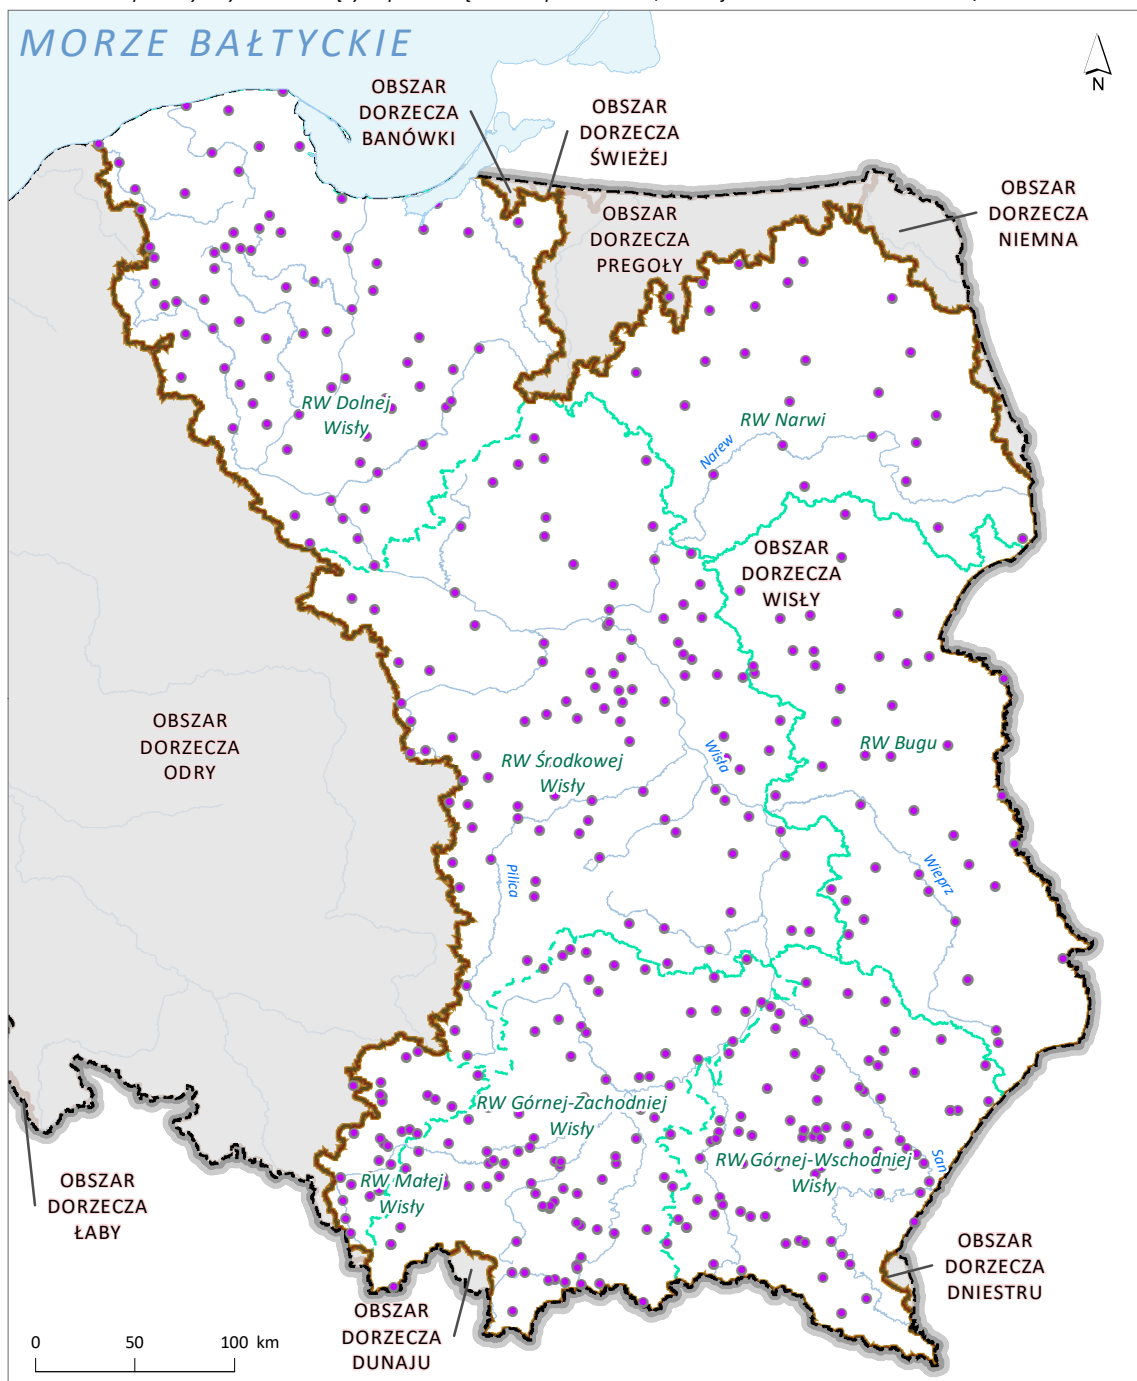 MORZE BAŁTYCKIE
N
OBSZAR
DORZECZA
BANÓWKI
OBSZAR
DORZECZA
ŚWIEŻEJ
OBSZAR
DORZECZA
PREGOŁY
OBSZAR
DORZECZA
NIEMNA
RW Dolnej
Wisły
RW Narwi
Narew
OBSZAR
DORZECZA
WISŁY
OBSZAR
DORZECZA
ODRY
RW Środkowej
Wisły
Wisła
RW Bugu
Pilica
Wieprz
RW Górnej-Zachodniej
Wisły
RW Małej
Wisły
RW Górnej-Wschodniej
Wisły
San
OBSZAR
DORZECZA
ŁABY
OBSZAR
DORZECZA
DUNAJU
OBSZAR
DORZECZA
DNIESTRU
0 50 100 km